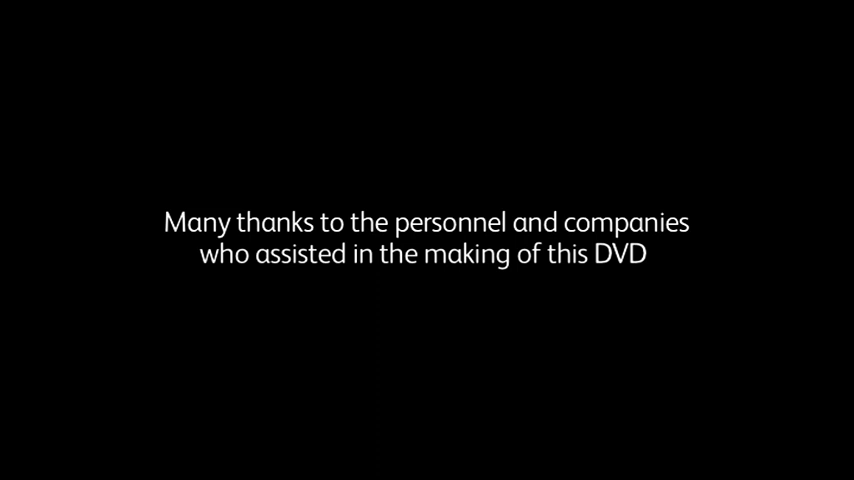 Many thanks to the personnel and companies
who assisted in the making of this DVD